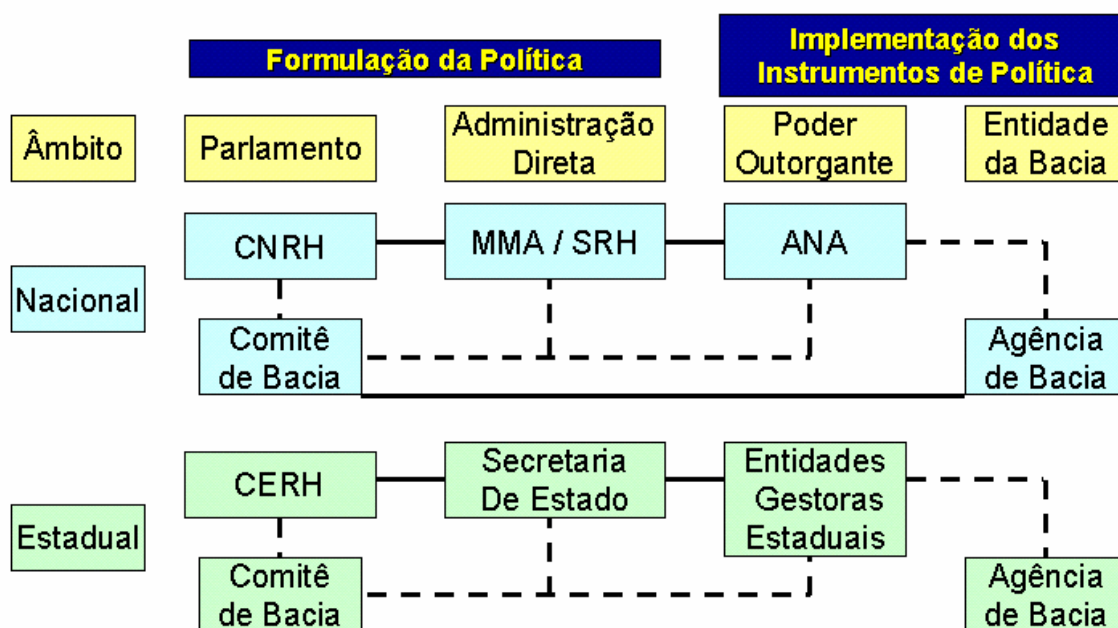 Formulação da Política
Implementação dos
Instrumentos de Política
Âmbito
Parlamento
Administração
Direta
Poder
Outorgante
Entidade
da Bacia
Nacional
CNRH
MMA / SRH
ANA
Comitê
de Bacia
Agência
de Bacia
Estadual
CERH
Secretaria
De Estado
Entidades
Gestoras
Estaduais
Comitê
de Bacia
Agência
de Bacia